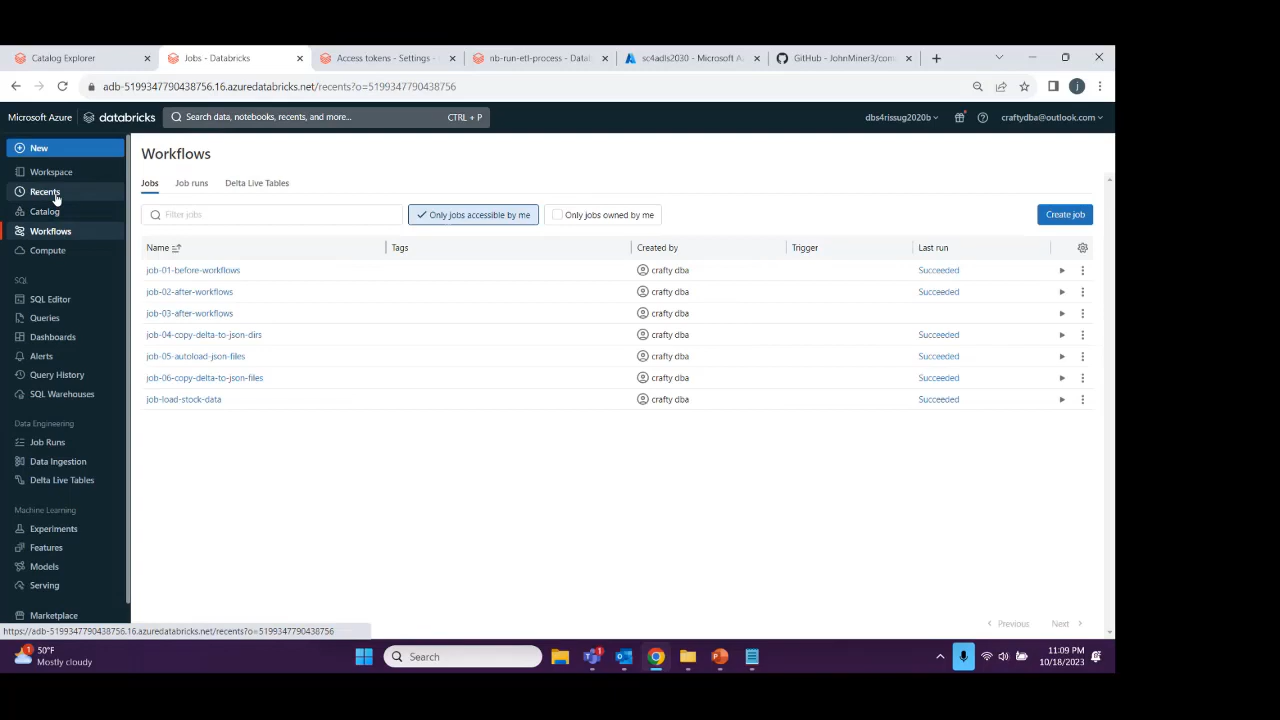 Catalog Explorer
Jobs - Databricks
Access tokens - Settings -
nb-run-etl-process - Datab
sc4adls2030 - Microsoft A
GitHub - JohnMiner3/com
adb-5199347790438756.16.azuredatabricks.net/recents?o=5199347790438756
Microsoft Azure
databricks
Search data, notebooks, recents, and more...
CTRL + P
dbs4rissug2020b
craftydba@outlook.com
New
Workspace
Recents
Catalog
Workflows
Compute
SQL
SQL Editor
Queries
Dashboards
Alerts
Query History
SQL Warehouses
Data Engineering
Job Runs
Data Ingestion
Delta Live Tables
Machine Learning
Experiments
Features
Models
Serving
Marketplace
Workflows
Jobs
Job runs
Delta Live Tables
Filter jobs
Only jobs accessible by me
Only jobs owned by me
Create job
Name Tags Created by Trigger Last run
job-01-before-workflows crafty dba Succeeded
job-02-after-workflows crafty dba Succeeded
job-03-after-workflows crafty dba
job-04-copy-delta-to-json-dirs crafty dba Succeeded
job-05-autoload-json-files crafty dba Succeeded
job-06-copy-delta-to-json-files crafty dba Succeeded
job-load-stock-data crafty dba Succeeded
Previous
Next
https://adb-5199347790438756.16.azuredatabricks.net/recents?o=5199347790438756
1
50°F
Mostly cloudy
Search
1
11:09 PM
10/18/2023